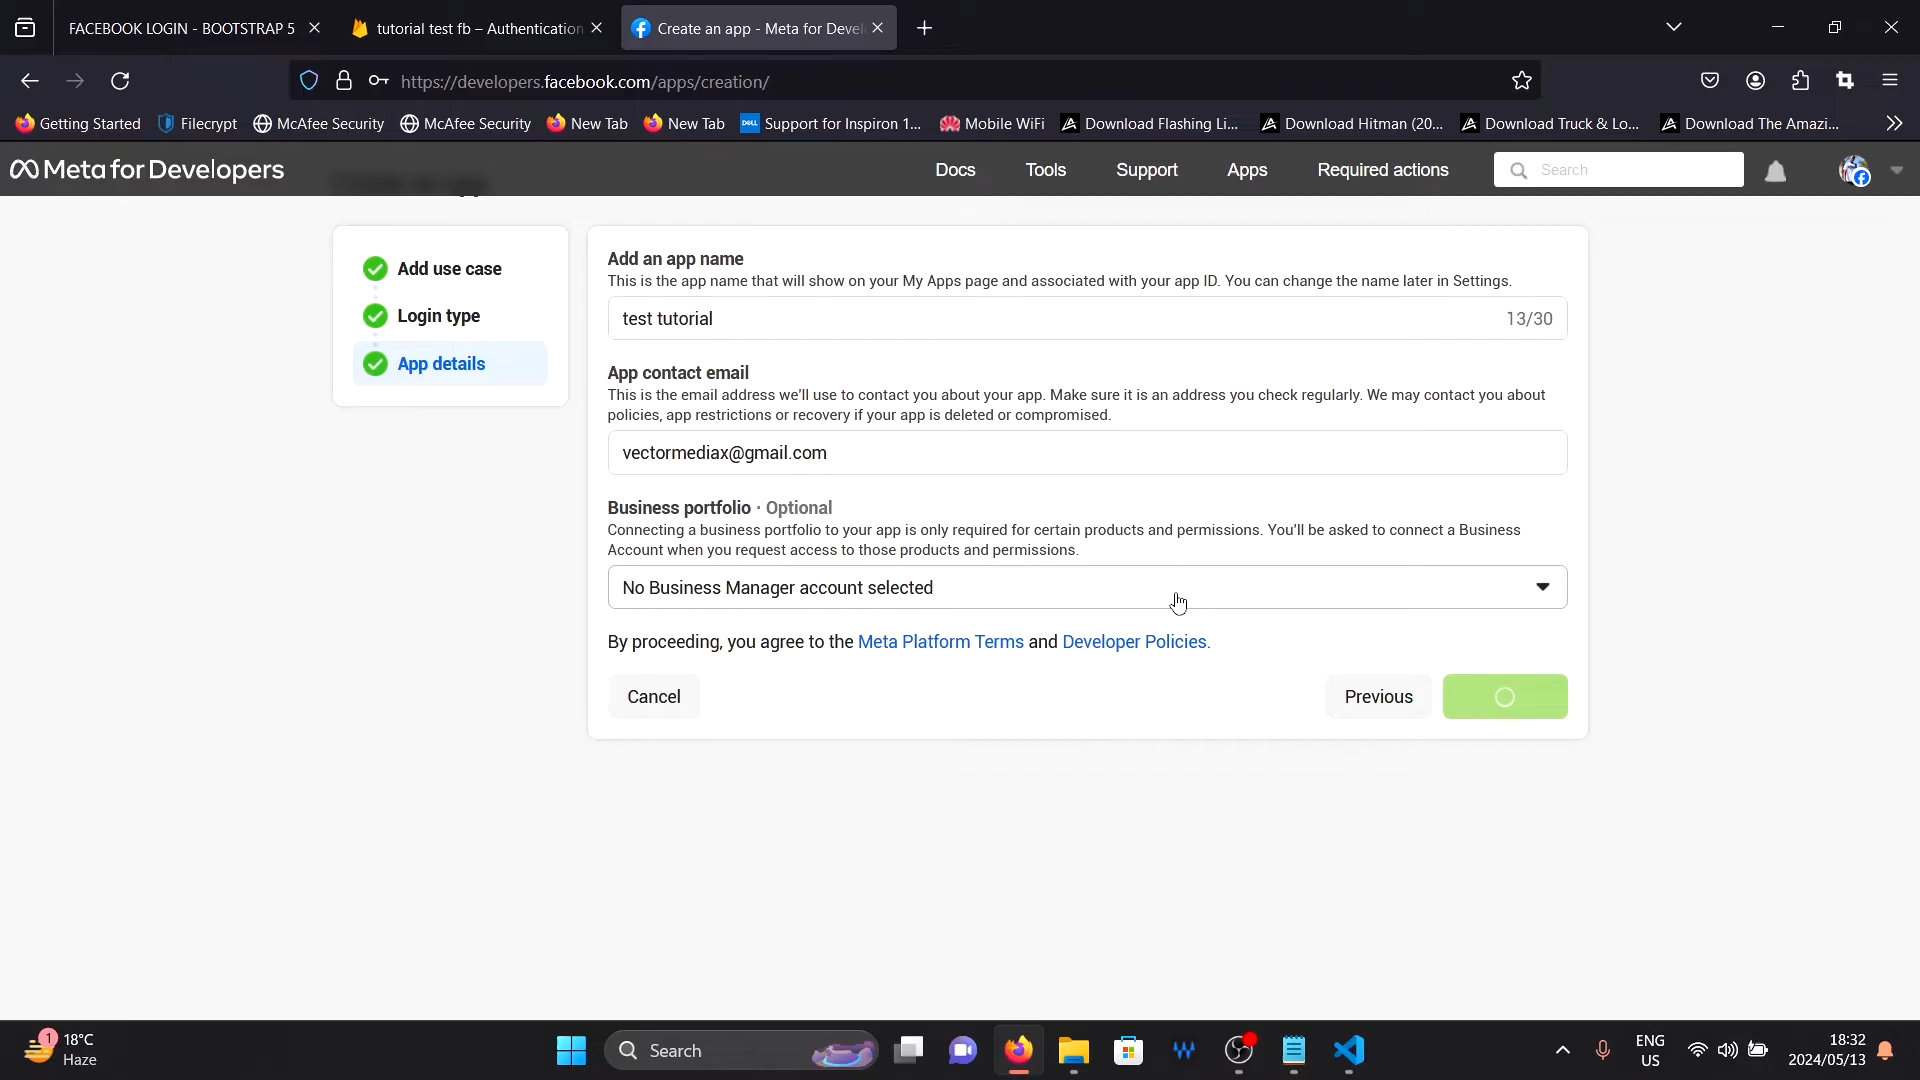 FACEBOOK LOGIN - BOOTSTRAP 5
tutorial test fb – Authentication
Create an app - Meta for Devel
https://developers.facebook.com/apps/creation/
Getting Started
Filecrypt
McAfee Security
McAfee Security
New Tab
New Tab
DELL
Support for Inspiron 1...
Mobile WiFi
Download Flashing Li...
Download Hitman (20...
Download Truck & Lo...
Download The Amazi...
Meta for Developers
Docs
Tools
Support
Apps
Required actions
Search
Add use case
Login type
App details
Add an app name
This is the app name that will show on your My Apps page and associated with your app ID. You can change the name later in Settings.
test tutorial
13/30
App contact email
This is the email address we'll use to contact you about your app. Make sure it is an address you check regularly. We may contact you about
policies, app restrictions or recovery if your app is deleted or compromised.
vectormediax@gmail.com
Business portfolio · Optional
Connecting a business portfolio to your app is only required for certain products and permissions. You'll be asked to connect a Business
Account when you request access to those products and permissions.
No Business Manager account selected
By proceeding, you agree to the Meta Platform Terms and Developer Policies.
Cancel
Previous
1
18°C
Haze
Search
ENG
US
18:32
2024/05/13